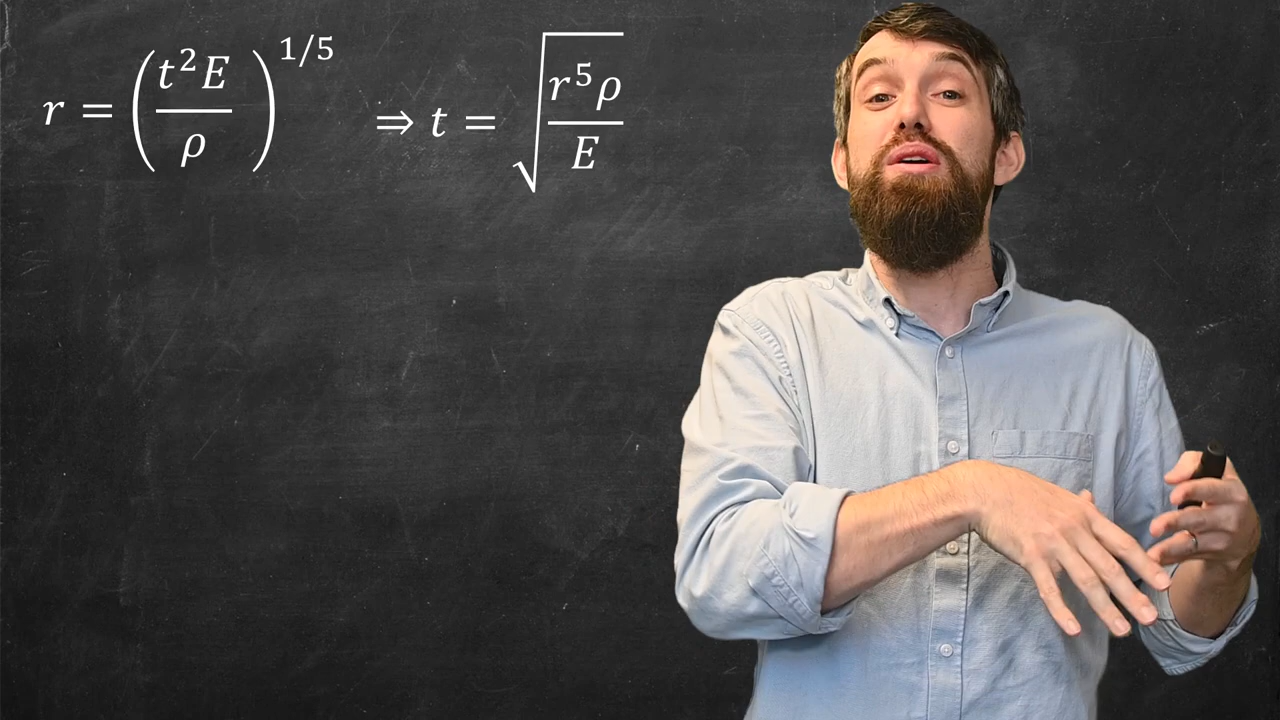 r = (t²E / ρ)^{1/5} ⇒ t = √(r⁵ρ / E)